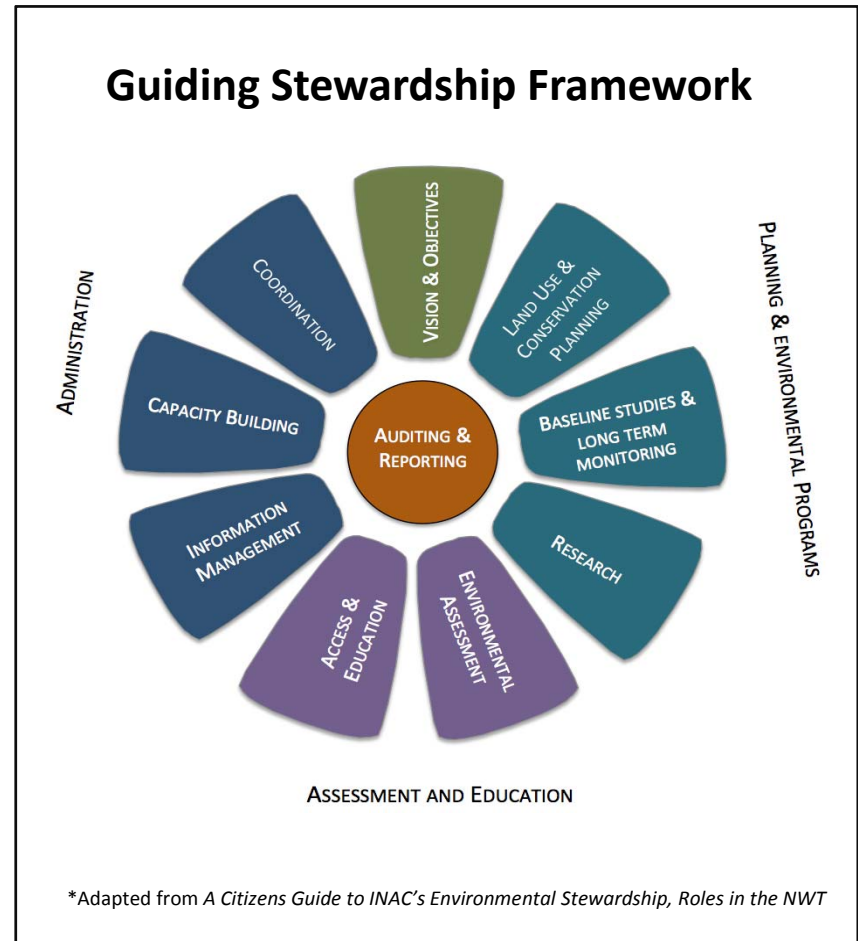 Guiding Stewardship Framework
VISION & OBJECTIVES
LAND USE &
CONSERVATION
PLANNING
BASELINE STUDIES &
LONG TERM
MONITORING
RESEARCH
ENVIRONMENTAL
ASSESSMENT
ACCESS &
EDUCATION
INFORMATION
MANAGEMENT
CAPACITY BUILDING
COORDINATION
AUDITING &
REPORTING
ADMINISTRATION
PLANNING & ENVIRONMENTAL PROGRAMS
ASSESSMENT AND EDUCATION
*Adapted from A Citizens Guide to INAC’s Environmental Stewardship, Roles in the NWT